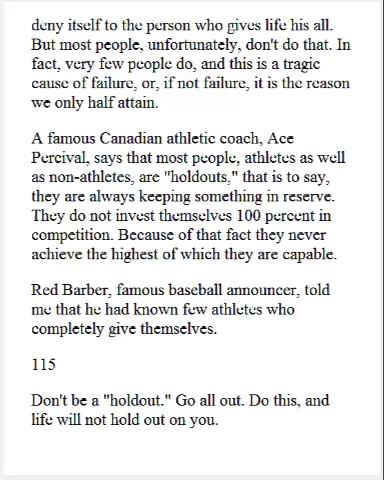 deny itself to the person who gives life his all.
But most people, unfortunately, don't do that. In
fact, very few people do, and this is a tragic
cause of failure, or, if not failure, it is the reason
we only half attain.
A famous Canadian athletic coach, Ace
Percival, says that most people, athletes as well
as non-athletes, are "holdouts," that is to say,
they are always keeping something in reserve.
They do not invest themselves 100 percent in
competition. Because of that fact they never
achieve the highest of which they are capable.
Red Barber, famous baseball announcer, told
me that he had known few athletes who
completely give themselves.
115
Don't be a "holdout." Go all out. Do this, and
life will not hold out on you.